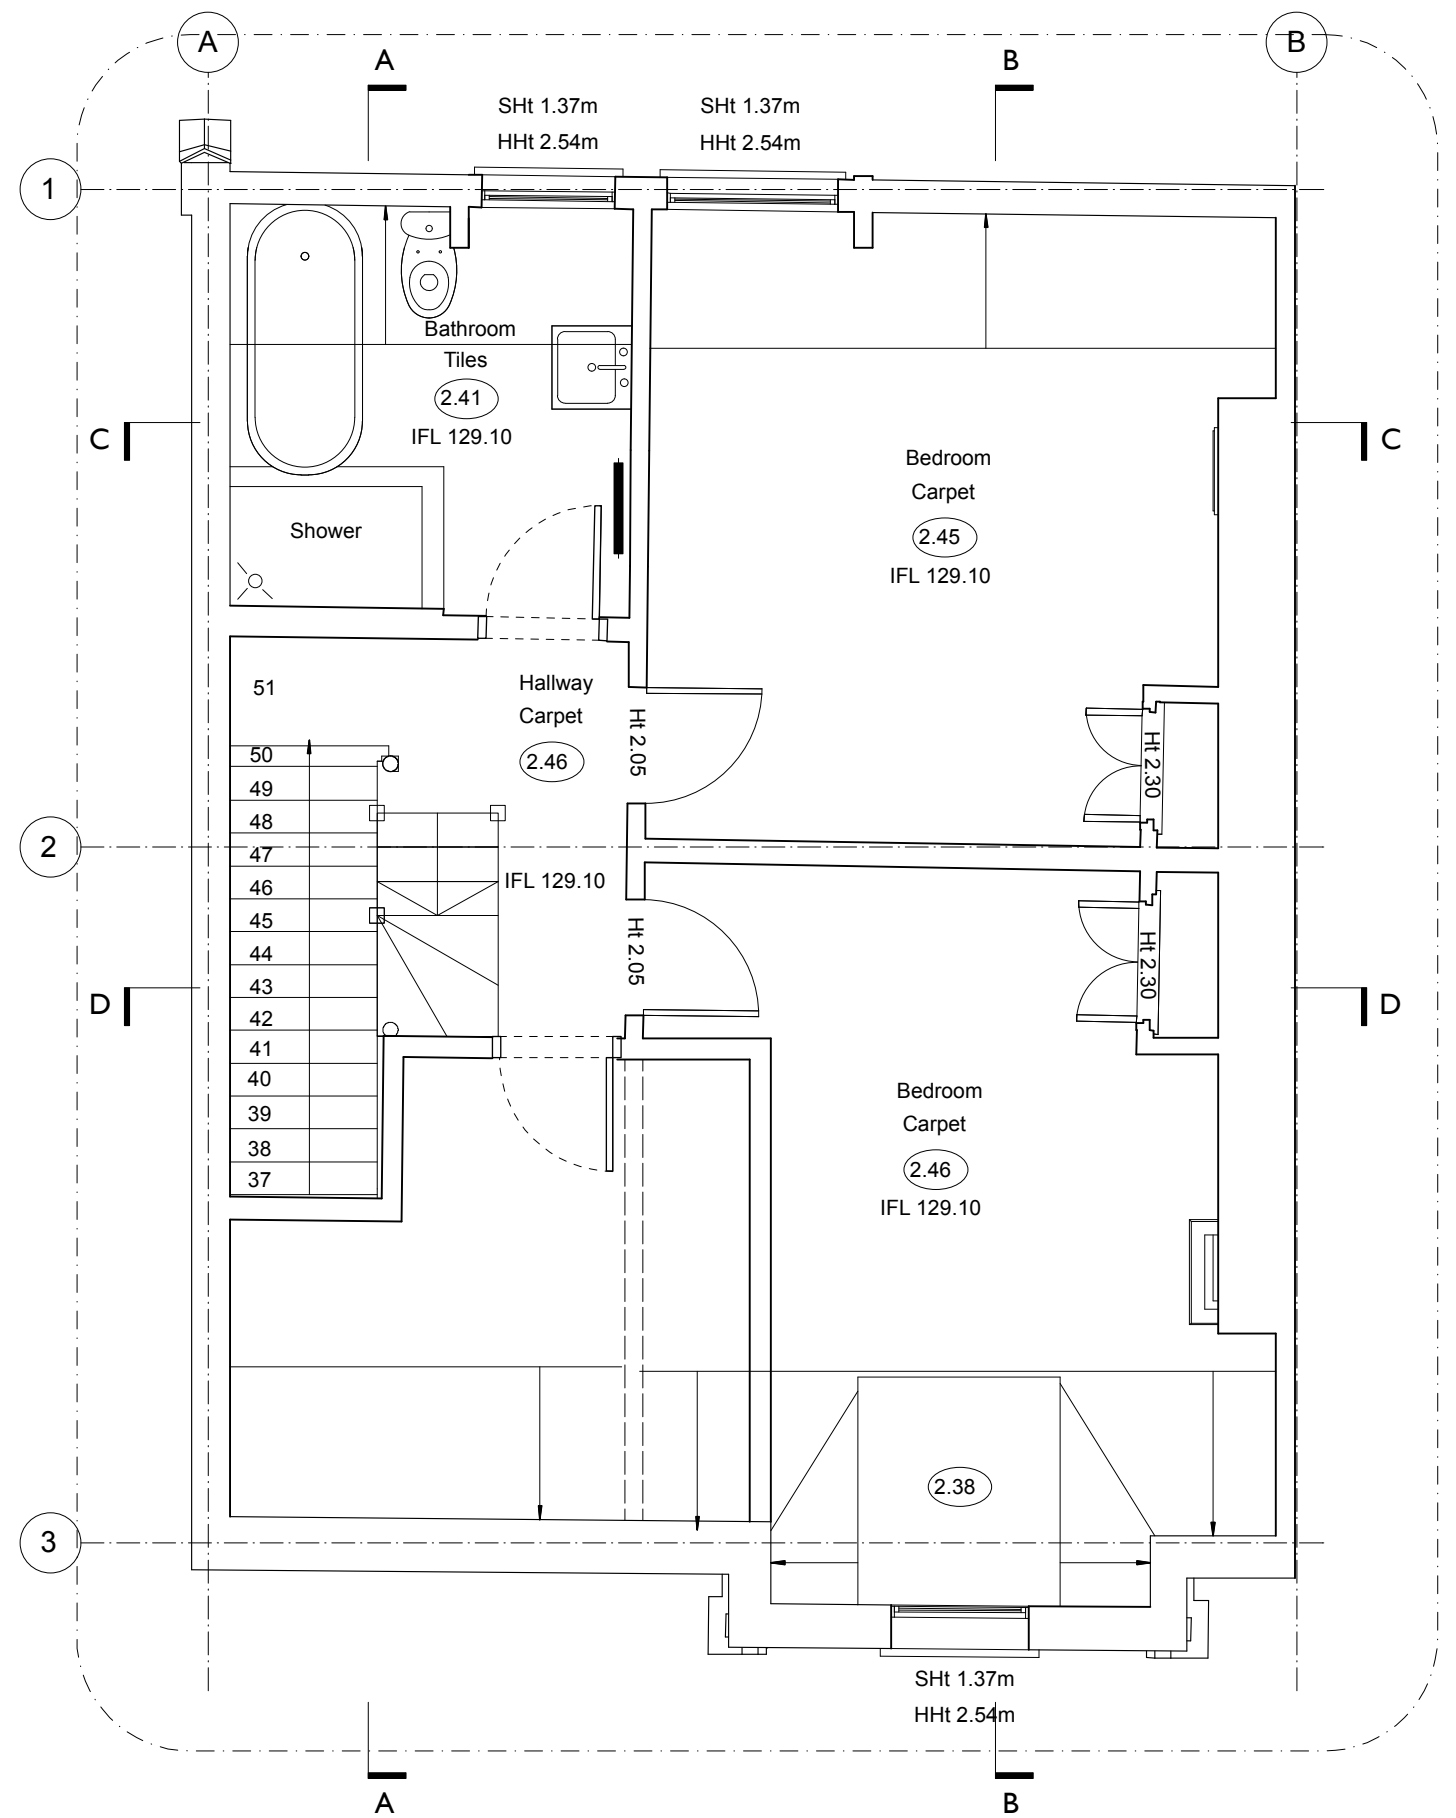 A
B
A
B
SHt 1.37m
HHt 2.54m
SHt 1.37m
HHt 2.54m
1
Bathroom
Tiles
2.41
IFL 129.10
C
C
Bedroom
Carpet
2.45
IFL 129.10
Shower
Hallway
Carpet
2.46
51
Ht 2.05
Ht 2.30
50
49
48
47
46
45
44
43
42
41
40
39
38
37
2
IFL 129.10
Ht 2.05
Ht 2.30
D
D
Bedroom
Carpet
2.46
IFL 129.10
2.38
3
SHt 1.37m
HHt 2.54m
A
B